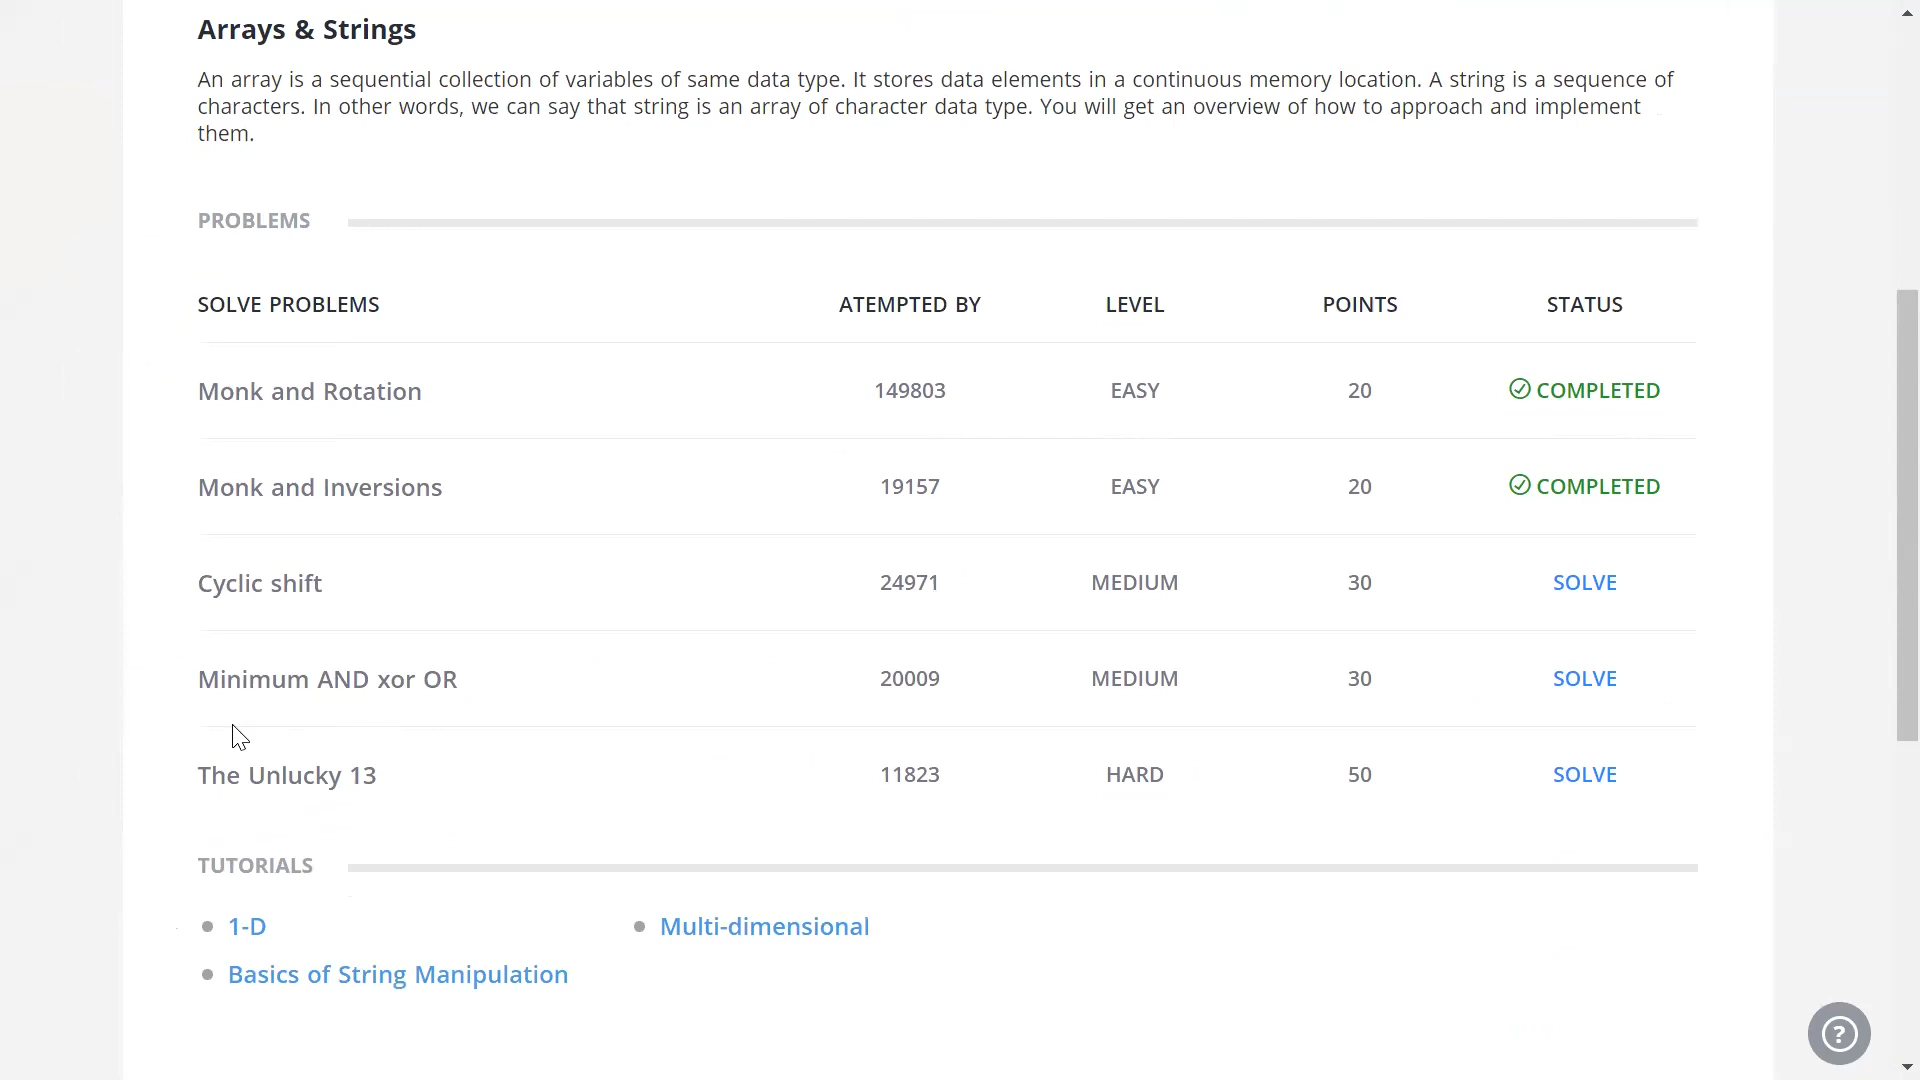 Arrays & Strings
An array is a sequential collection of variables of same data type. It stores data elements in a continuous memory location. A string is a sequence of
characters. In other words, we can say that string is an array of character data type. You will get an overview of how to approach and implement
them.
PROBLEMS
SOLVE PROBLEMS ATEMPTED BY LEVEL POINTS STATUS
Monk and Rotation 149803 EASY 20 COMPLETED
Monk and Inversions 19157 EASY 20 COMPLETED
Cyclic shift 24971 MEDIUM 30 SOLVE
Minimum AND xor OR 20009 MEDIUM 30 SOLVE
The Unlucky 13 11823 HARD 50 SOLVE
TUTORIALS
1-D Multi-dimensional
Basics of String Manipulation
?